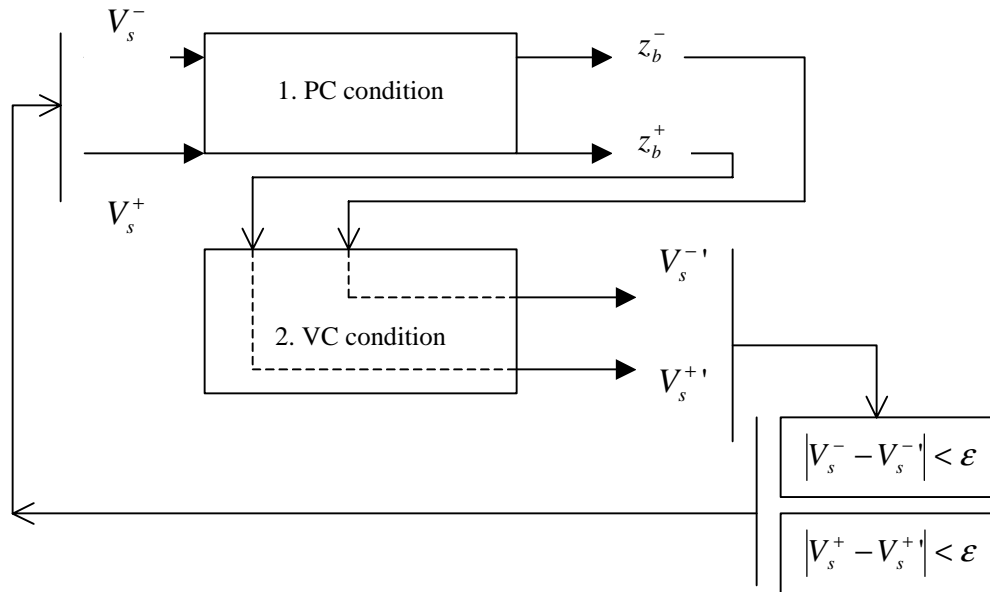 V_s^-
z_b^-
1. PC condition
z_b^+
V_s^+
V_s^-'
2. VC condition
V_s^+'
|V_s^- − V_s^-'| < ε
|V_s^+ − V_s^+'| < ε